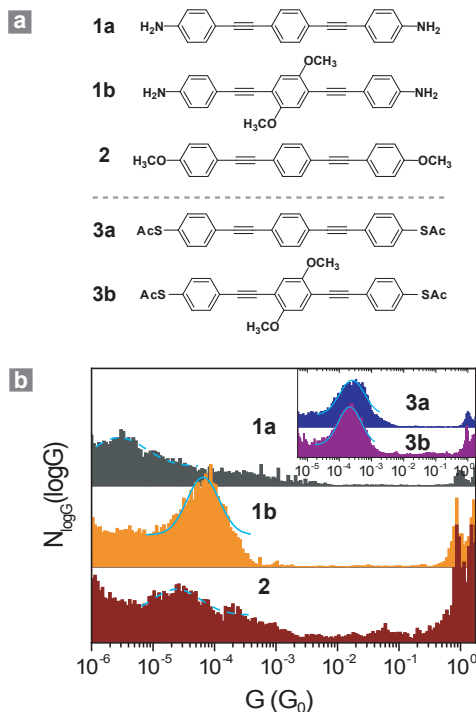 a
1a
H₂N
NH₂
1b
OCH₃
H₂N
NH₂
H₃CO
2
H₃CO
OCH₃
3a
AcS
SAc
3b
OCH₃
AcS
SAc
H₃CO
b
N_logG(logG)
1a
1b
2
3a
3b
10⁻⁵ 10⁻⁴ 10⁻³ 10⁻² 10⁻¹ 10⁰
10⁻⁶ 10⁻⁵ 10⁻⁴ 10⁻³ 10⁻² 10⁻¹ 10⁰
G (G₀)